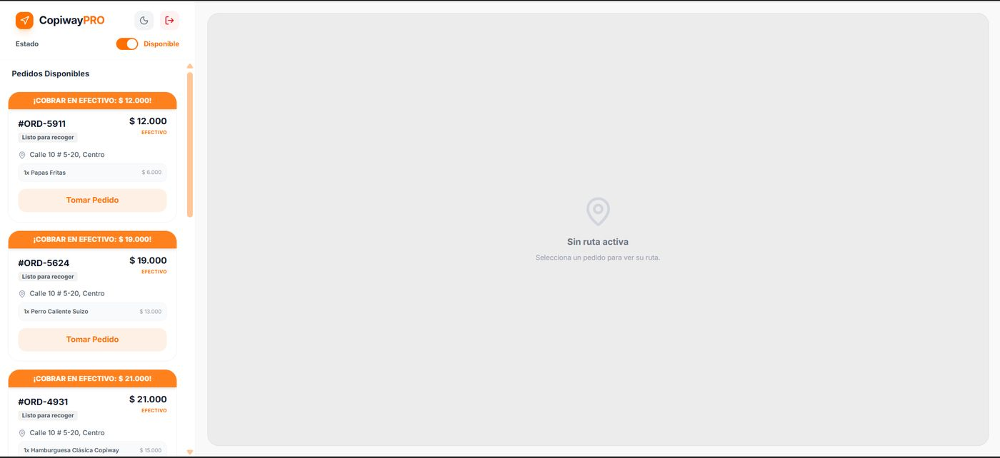 CopiwayPRO
Estado
Disponible
Pedidos Disponibles
¡COBRAR EN EFECTIVO: $ 12.000!
#ORD-5911
$ 12.000
Listo para recoger
EFECTIVO
Calle 10 # 5-20, Centro
1x Papas Fritas
$ 6.000
Tomar Pedido
¡COBRAR EN EFECTIVO: $ 19.000!
#ORD-5624
$ 19.000
Listo para recoger
EFECTIVO
Calle 10 # 5-20, Centro
1x Perro Caliente Suizo
$ 13.000
Tomar Pedido
¡COBRAR EN EFECTIVO: $ 21.000!
#ORD-4931
$ 21.000
Listo para recoger
EFECTIVO
Calle 10 # 5-20, Centro
1x Hamburguesa Clásica Copiway
$ 15.000
Sin ruta activa
Selecciona un pedido para ver su ruta.